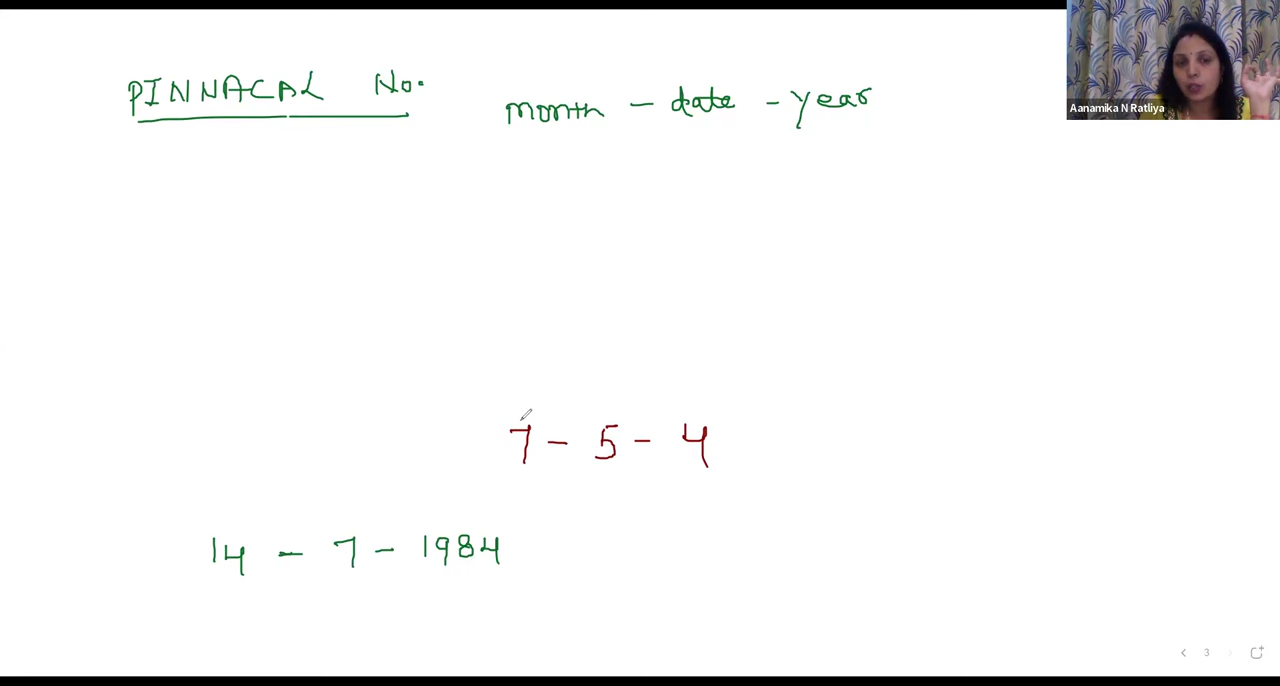 PINNACAL No.
month - date - year
Aanamika N Ratliya
7 - 5 - 4
14 - 7 - 1984
3